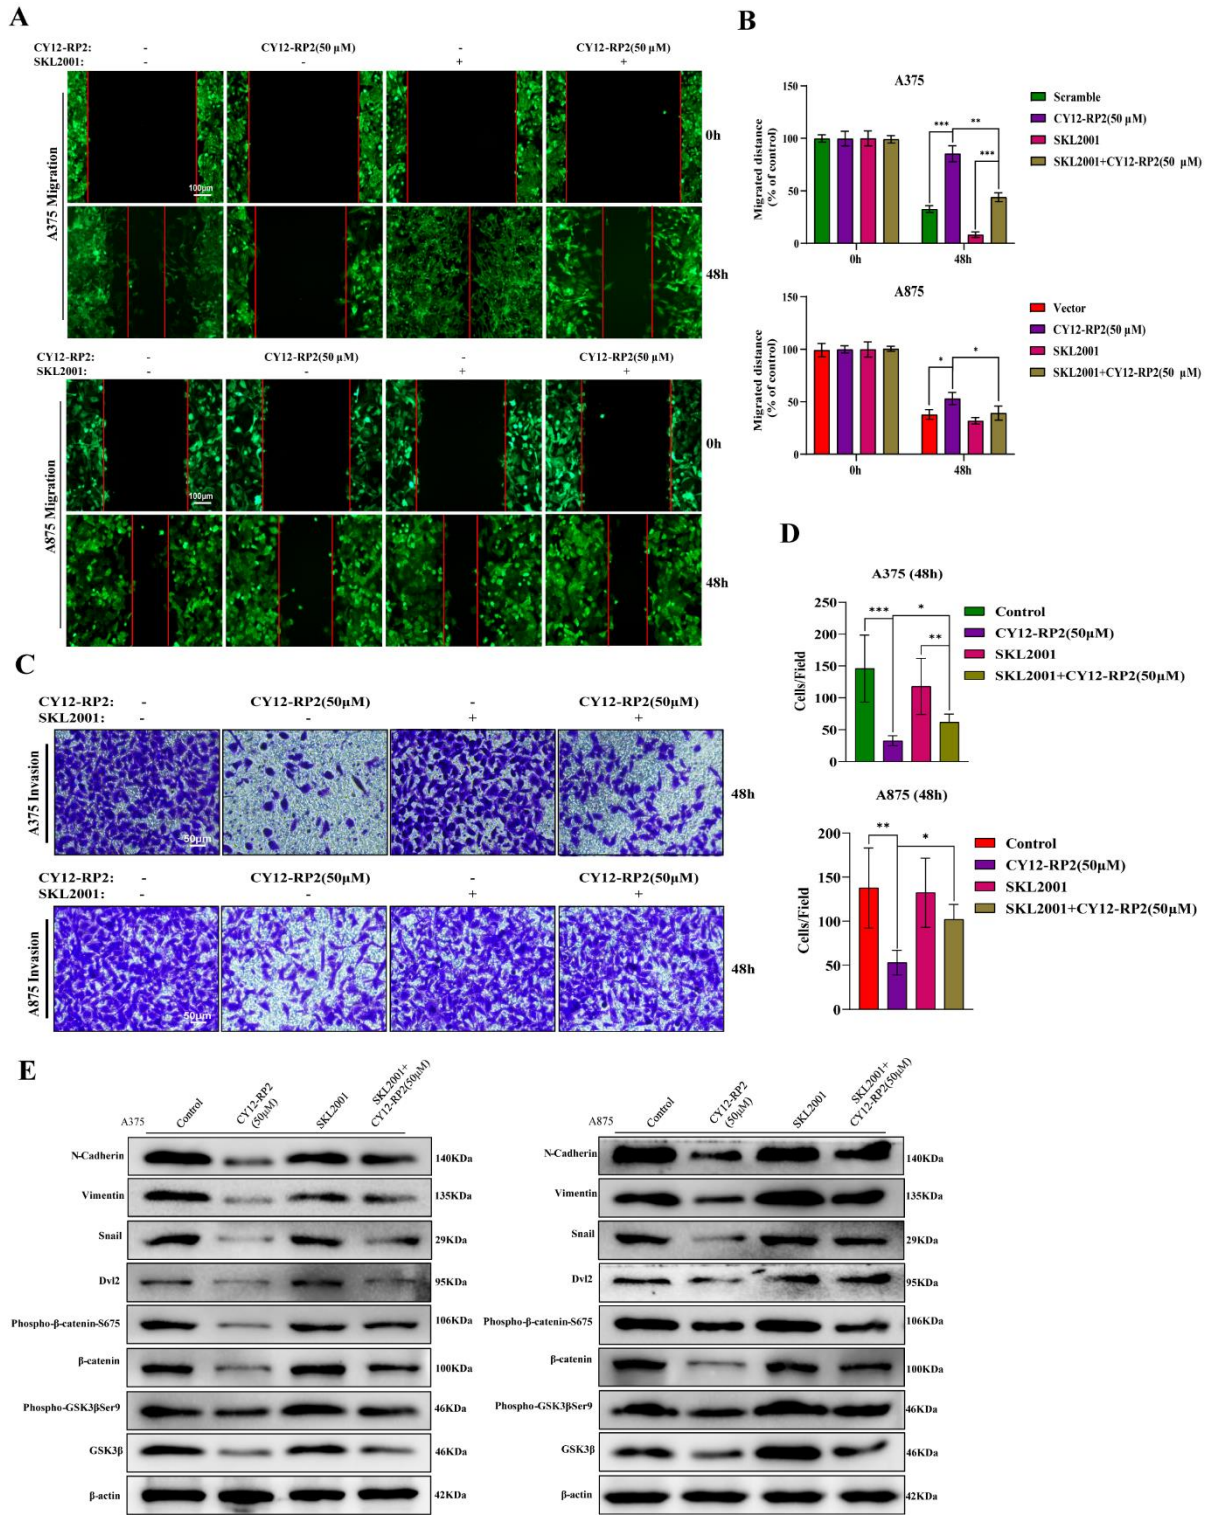 A
CY12-RP2: - CY12-RP2(50 μM) - CY12-RP2(50 μM)
SKL2001: - - + +
A375 Migration
0h
100μm
48h
CY12-RP2: - CY12-RP2(50 μM) - CY12-RP2(50 μM)
SKL2001: - - + +
A875 Migration
0h
100μm
48h
B
A375
Migrated distance
(% of control)
150
100
50
0
*** ** ***
0h 48h
Scramble
CY12-RP2(50 μM)
SKL2001
SKL2001+CY12-RP2(50 μM)
A875
Migrated distance
(% of control)
150
100
50
0
* *
0h 48h
Vector
CY12-RP2(50 μM)
SKL2001
SKL2001+CY12-RP2(50 μM)
C
CY12-RP2: - CY12-RP2(50μM) - CY12-RP2(50μM)
SKL2001: - - + +
A375 Invasion
50μm
48h
CY12-RP2: - CY12-RP2(50μM) - CY12-RP2(50μM)
SKL2001: - - + +
A875 Invasion
50μm
48h
D
A375 (48h)
Cells/Field
250
200
150
100
50
0
*** * **
Control
CY12-RP2(50μM)
SKL2001
SKL2001+CY12-RP2(50μM)
A875 (48h)
Cells/Field
200
150
100
50
0
** *
Control
CY12-RP2(50μM)
SKL2001
SKL2001+CY12-RP2(50μM)
E
A375
Control
CY12-RP2
(50μM)
SKL2001
SKL2001+
CY12-RP2(50μM)
N-Cadherin 140KDa
Vimentin 135KDa
Snail 29KDa
Dvl2 95KDa
Phospho-β-catenin-S675 106KDa
β-catenin 100KDa
Phospho-GSK3βSer9 46KDa
GSK3β 46KDa
β-actin 42KDa
A875
Control
CY12-RP2
(50μM)
SKL2001
SKL2001+
CY12-RP2(50μM)
N-Cadherin 140KDa
Vimentin 135KDa
Snail 29KDa
Dvl2 95KDa
Phospho-β-catenin-S675 106KDa
β-catenin 100KDa
Phospho-GSK3βSer9 46KDa
GSK3β 46KDa
β-actin 42KDa